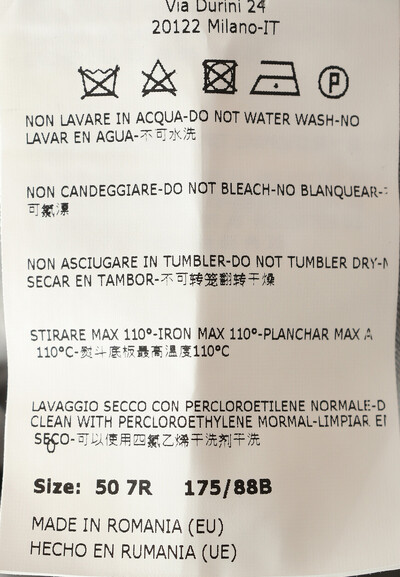 Via Durini 24
20122 Milano-IT
P
NON LAVARE IN ACQUA-DO NOT WATER WASH-NO
LAVAR EN AGUA-不可水洗
NON CANDEGGIARE-DO NOT BLEACH-NO BLANQUEAR-
可氯漂
NON ASCIUGARE IN TUMBLER-DO NOT TUMBLE DRY-N
SECAR EN TAMBOR-不可转笼翻转干燥
STIRARE MAX 110°-IRON MAX 110°-PLANCHAR MAX A
110°C-熨斗底板最高温度110°C
LAVAGGIO SECCO CON PERCLOROETILENE NORMALE-D
CLEAN WITH PERCLOROETHYLENE MORMAL-LIMPIAR EN
SECO-可以使用四氯乙烯干洗剂干洗
Size: 50 7R 175/88B
MADE IN ROMANIA (EU)
HECHO EN RUMANIA (UE)